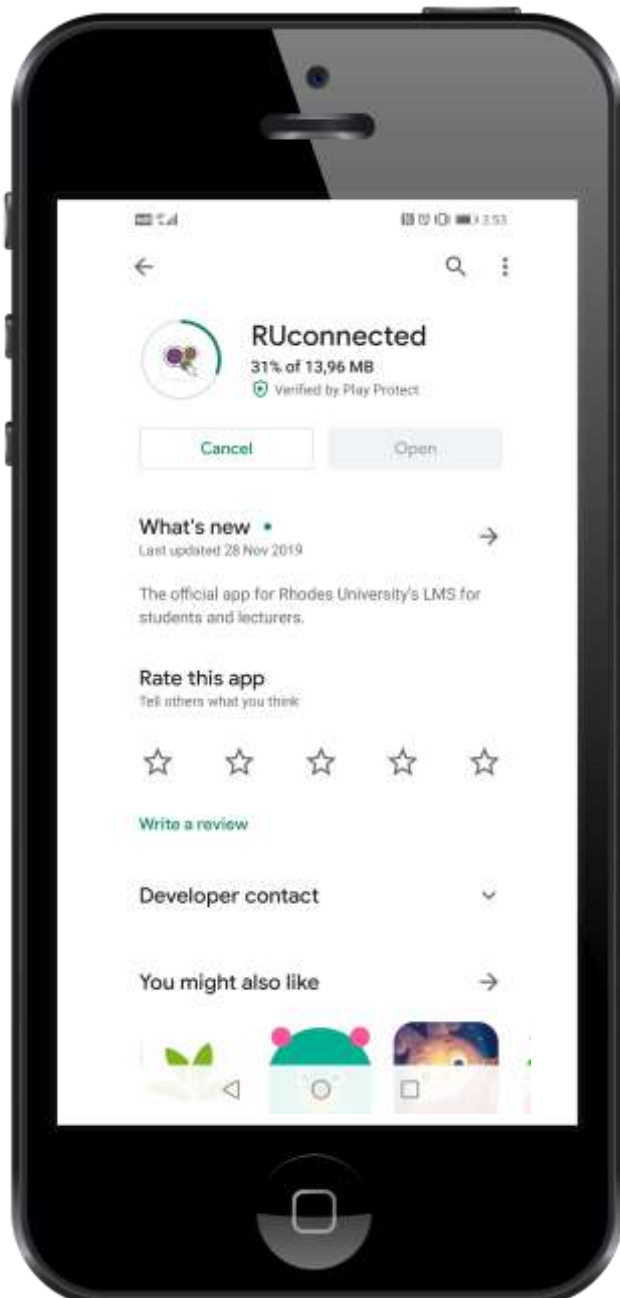 3:53
RUconnected
31% of 13,96 MB
Verified by Play Protect
Cancel
Open
What's new
Last updated 28 Nov 2019
The official app for Rhodes University's LMS for
students and lecturers.
Rate this app
Tell others what you think
Write a review
Developer contact
You might also like